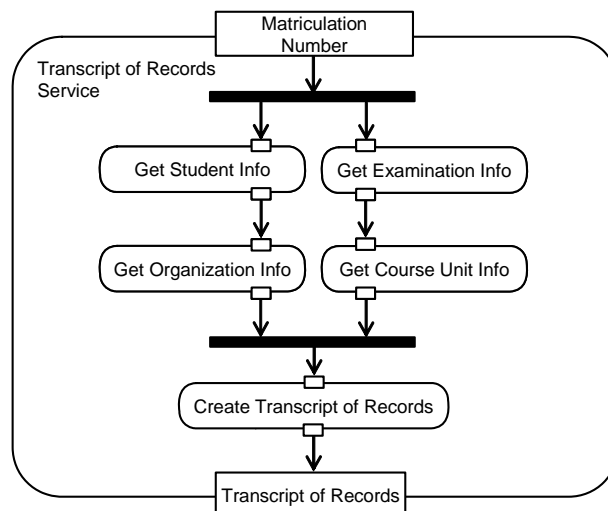 Matriculation
Number
Transcript of Records
Service
Get Student Info
Get Examination Info
Get Organization Info
Get Course Unit Info
Create Transcript of Records
Transcript of Records